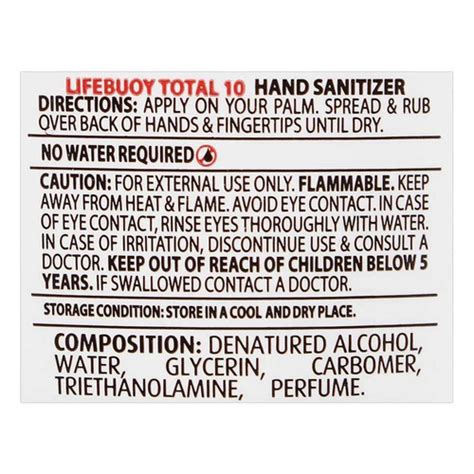 LIFEBUOY TOTAL 10 HAND SANITIZER
DIRECTIONS: APPLY ON YOUR PALM. SPREAD & RUB
OVER BACK OF HANDS & FINGERTIPS UNTIL DRY.
NO WATER REQUIRED
CAUTION: FOR EXTERNAL USE ONLY. FLAMMABLE. KEEP
AWAY FROM HEAT & FLAME. AVOID EYE CONTACT. IN CASE
OF EYE CONTACT, RINSE EYES THOROUGHLY WITH WATER.
IN CASE OF IRRITATION, DISCONTINUE USE & CONSULT A
DOCTOR. KEEP OUT OF REACH OF CHILDREN BELOW 5
YEARS. IF SWALLOWED CONTACT A DOCTOR.
STORAGE CONDITION: STORE IN A COOL AND DRY PLACE.
COMPOSITION: DENATURED ALCOHOL,
WATER, GLYCERIN, CARBOMER,
TRIETHANOLAMINE, PERFUME.